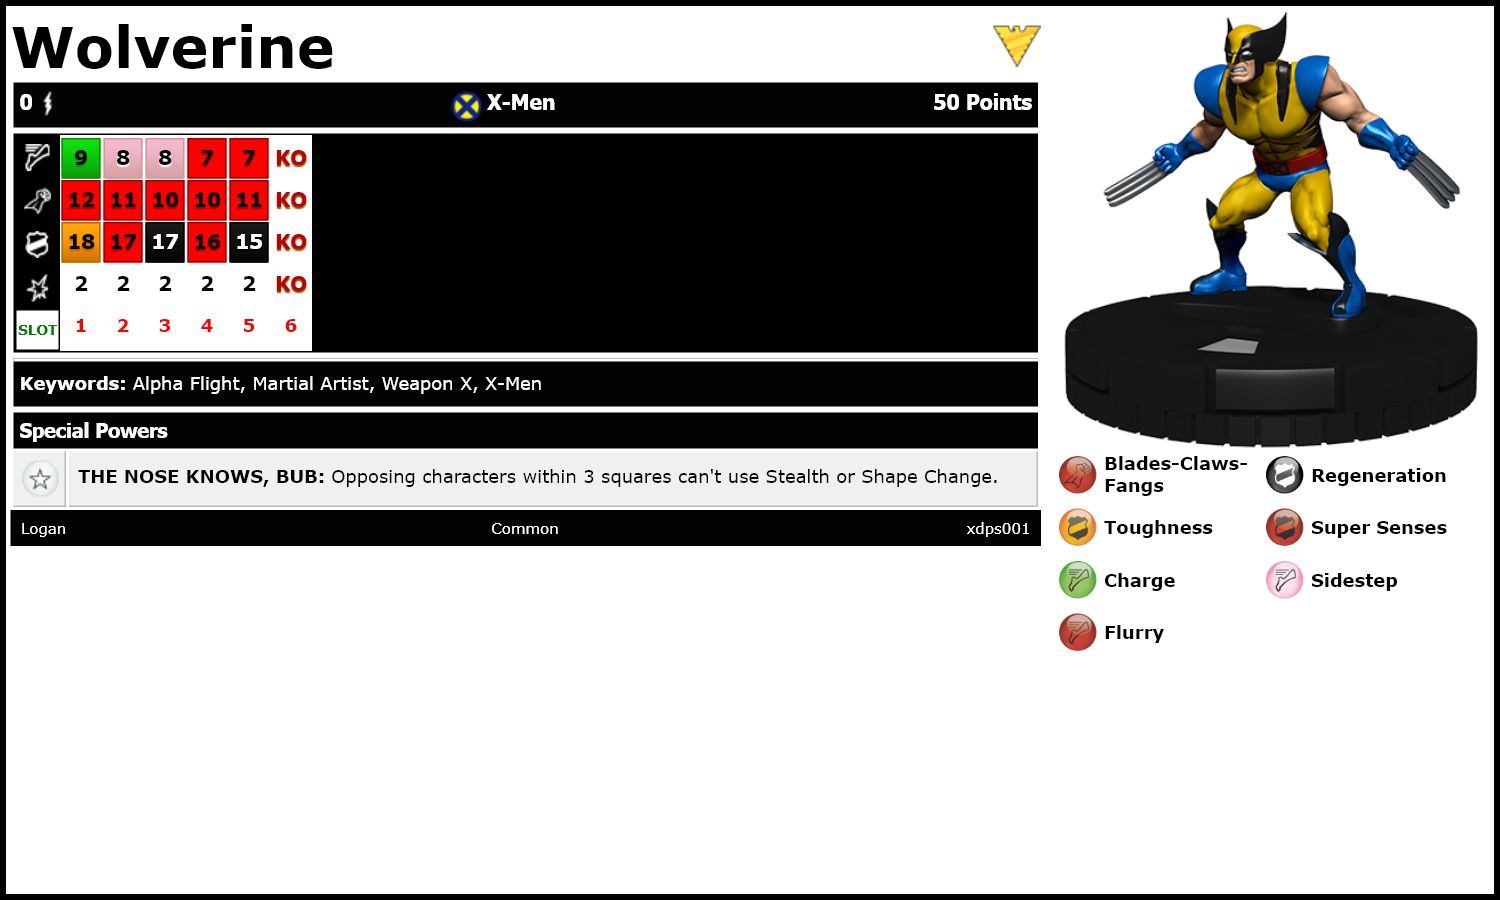 Wolverine
0 X-Men 50 Points
9 8 8 7 7 KO
12 11 10 10 11 KO
18 17 17 16 15 KO
2 2 2 2 2 KO
SLOT 1 2 3 4 5 6
Keywords: Alpha Flight, Martial Artist, Weapon X, X-Men
Special Powers
THE NOSE KNOWS, BUB: Opposing characters within 3 squares can't use Stealth or Shape Change.
Logan Common xdps001
Blades-Claws-
Fangs
Regeneration
Toughness
Super Senses
Charge
Sidestep
Flurry